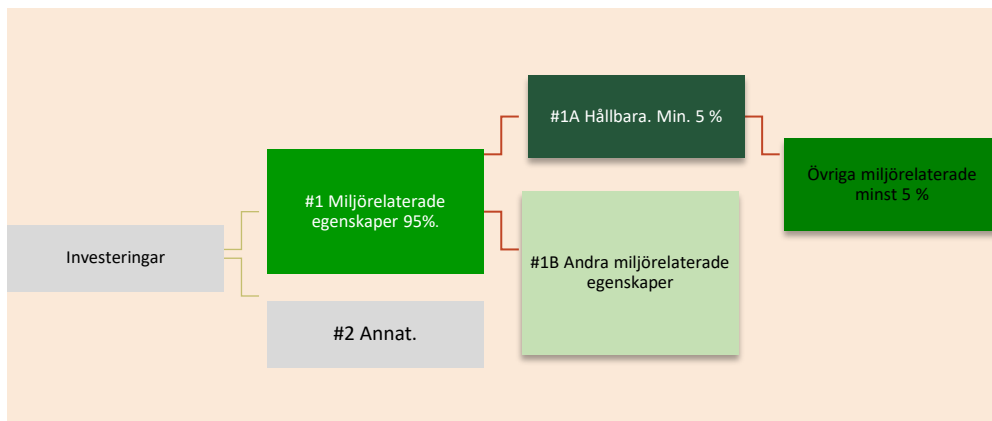 Investeringar
#1 Miljörelaterade
egenskaper 95%.
#2 Annat.
#1A Hållbara. Min. 5 %
#1B Andra miljörelaterade
egenskaper
Övriga miljörelaterade
minst 5 %